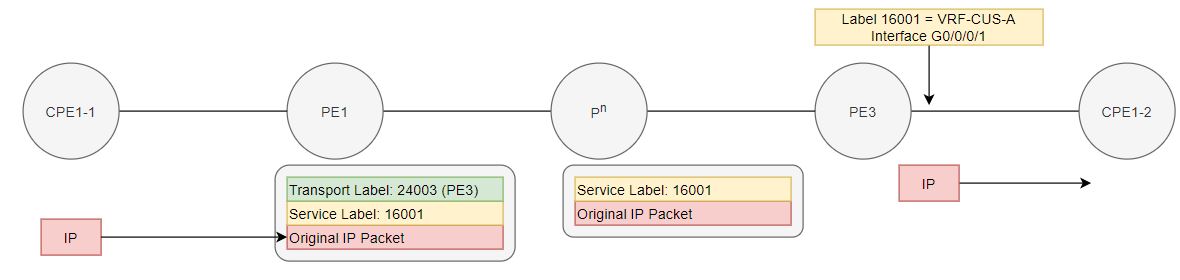 Label 16001 = VRF-CUS-A
Interface G0/0/0/1
CPE1-1
PE1
Pn
PE3
CPE1-2
Transport Label: 24003 (PE3)
Service Label: 16001
Original IP Packet
Service Label: 16001
Original IP Packet
IP
IP